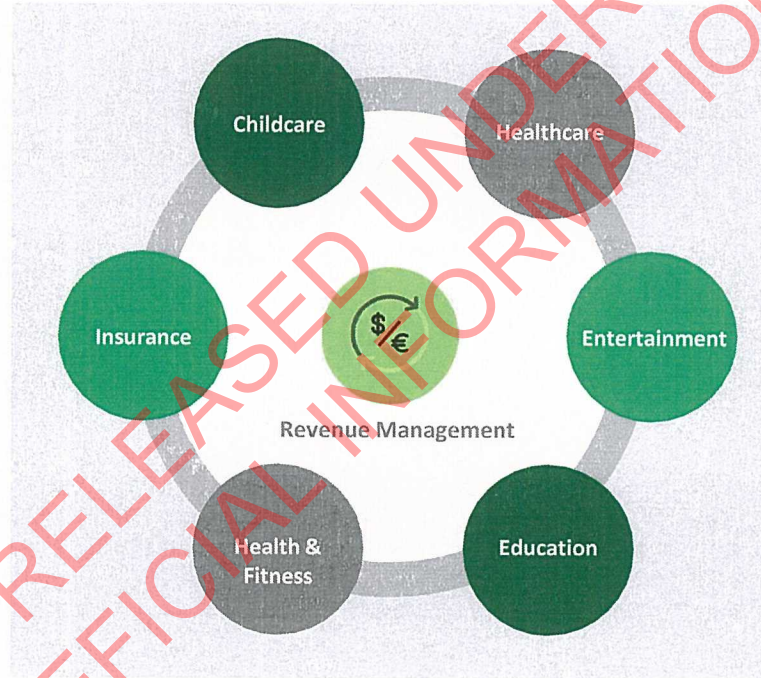 Childcare
Healthcare
Insurance
$/€
Entertainment
Revenue Management
Health &
Fitness
Education
RELEASED UNDER
OFFICIAL INFORMATION